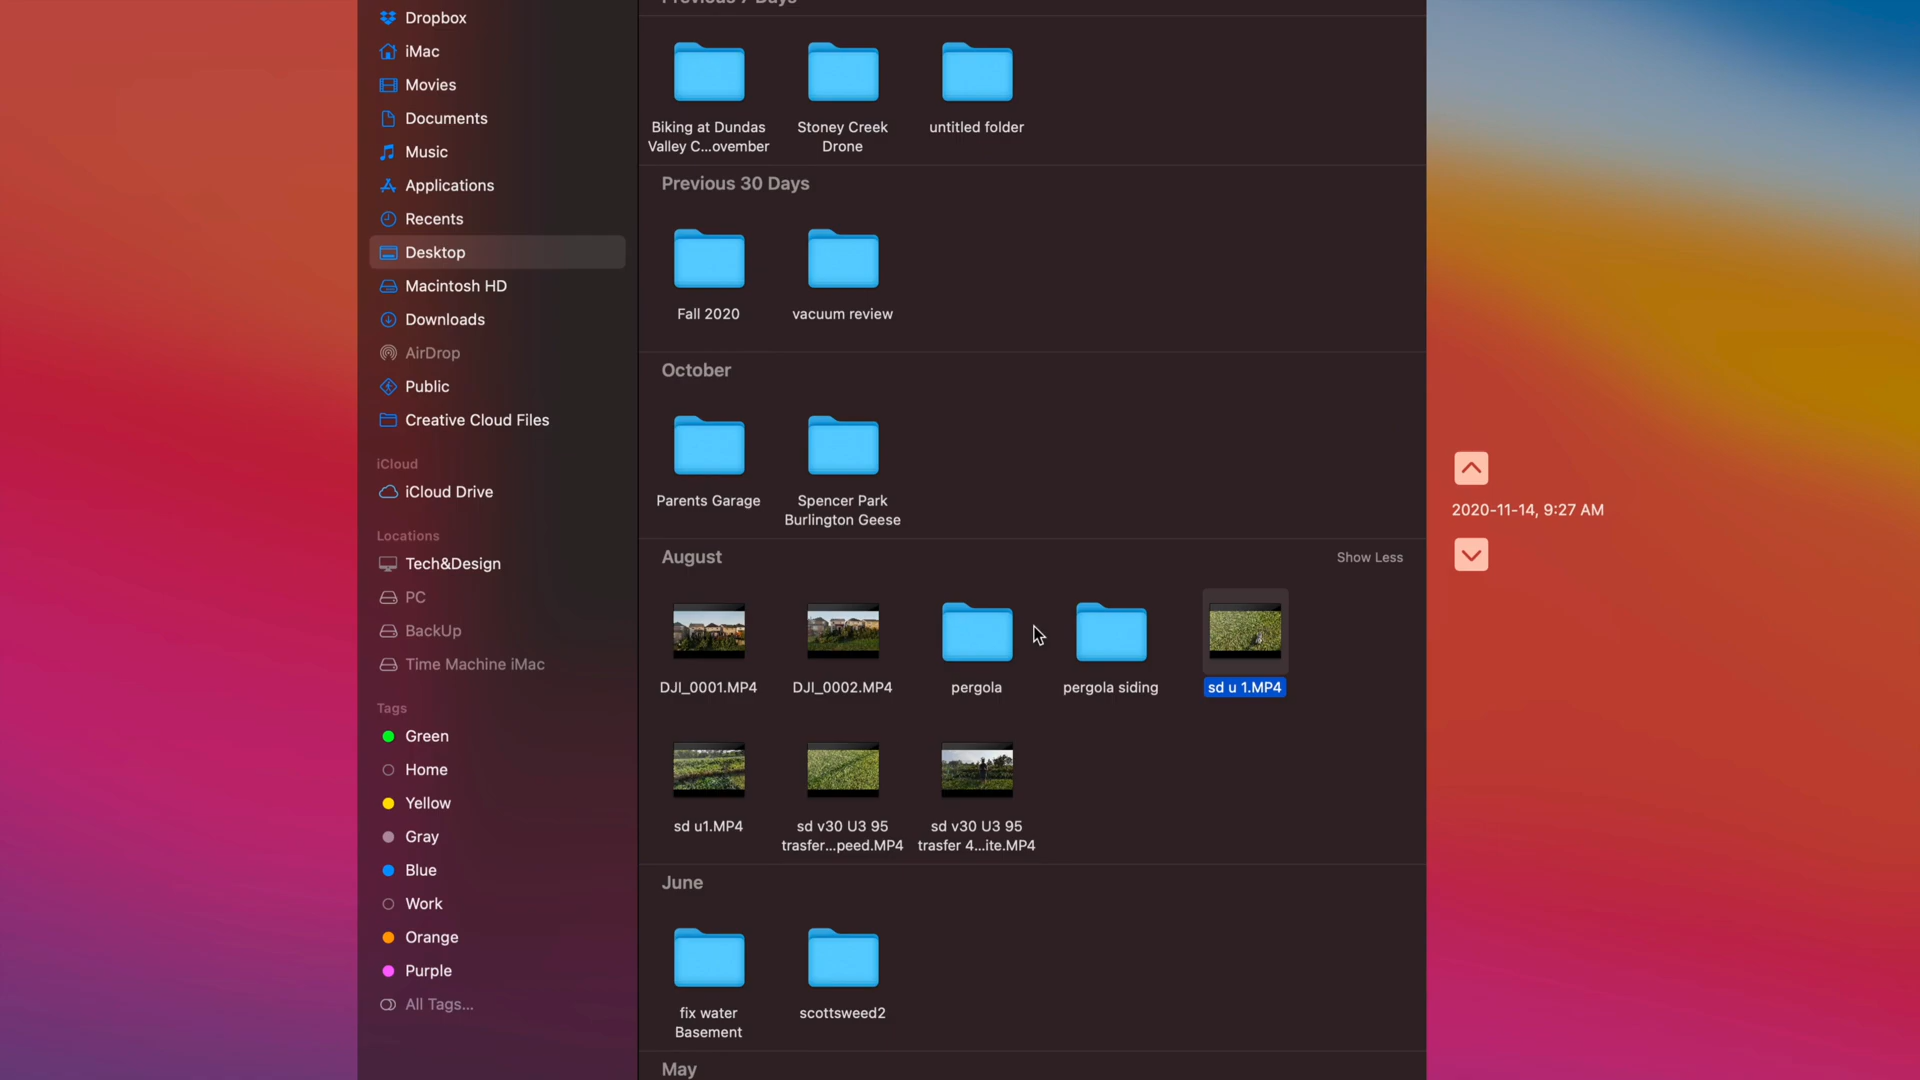 Dropbox
iMac
Movies
Documents
Music
Applications
Recents
Desktop
Macintosh HD
Downloads
AirDrop
Public
Creative Cloud Files
iCloud
iCloud Drive
Locations
Tech&Design
PC
BackUp
Time Machine iMac
Tags
Green
Home
Yellow
Gray
Blue
Work
Orange
Purple
All Tags...
Previous 7 Days
Biking at Dundas
Valley C...ovember
Stoney Creek
Drone
untitled folder
Previous 30 Days
Fall 2020
vacuum review
October
Parents Garage
Spencer Park
Burlington Geese
August
Show Less
DJI_0001.MP4
DJI_0002.MP4
pergola
pergola siding
sd u 1.MP4
sd u1.MP4
sd v30 U3 95
trasfer...peed.MP4
sd v30 U3 95
trasfer 4...ite.MP4
June
fix water
Basement
scottsweed2
May
2020-11-14, 9:27 AM